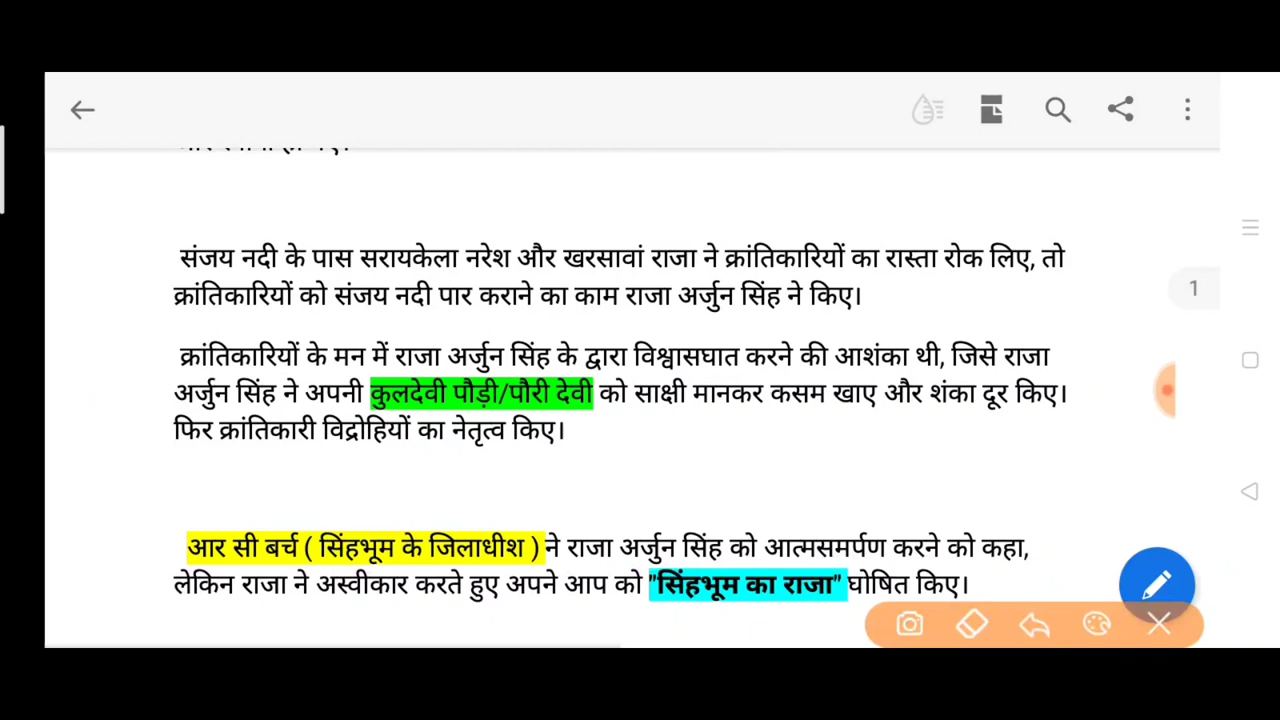 संजय नदी के पास सरायकेला नरेश और खरसावां राजा ने क्रांतिकारियों का रास्ता रोक लिए, तो
क्रांतिकारियों को संजय नदी पार कराने का काम राजा अर्जुन सिंह ने किए।
1
क्रांतिकारियों के मन में राजा अर्जुन सिंह के द्वारा विश्वासघात करने की आशंका थी, जिसे राजा
अर्जुन सिंह ने अपनी कुलदेवी पौड़ी/पौरी देवी को साक्षी मानकर कसम खाए और शंका दूर किए।
फिर क्रांतिकारी विद्रोहियों का नेतृत्व किए।
आर सी बर्च ( सिंहभूम के जिलाधीश ) ने राजा अर्जुन सिंह को आत्मसमर्पण करने को कहा,
लेकिन राजा ने अस्वीकार करते हुए अपने आप को "सिंहभूम का राजा" घोषित किए।